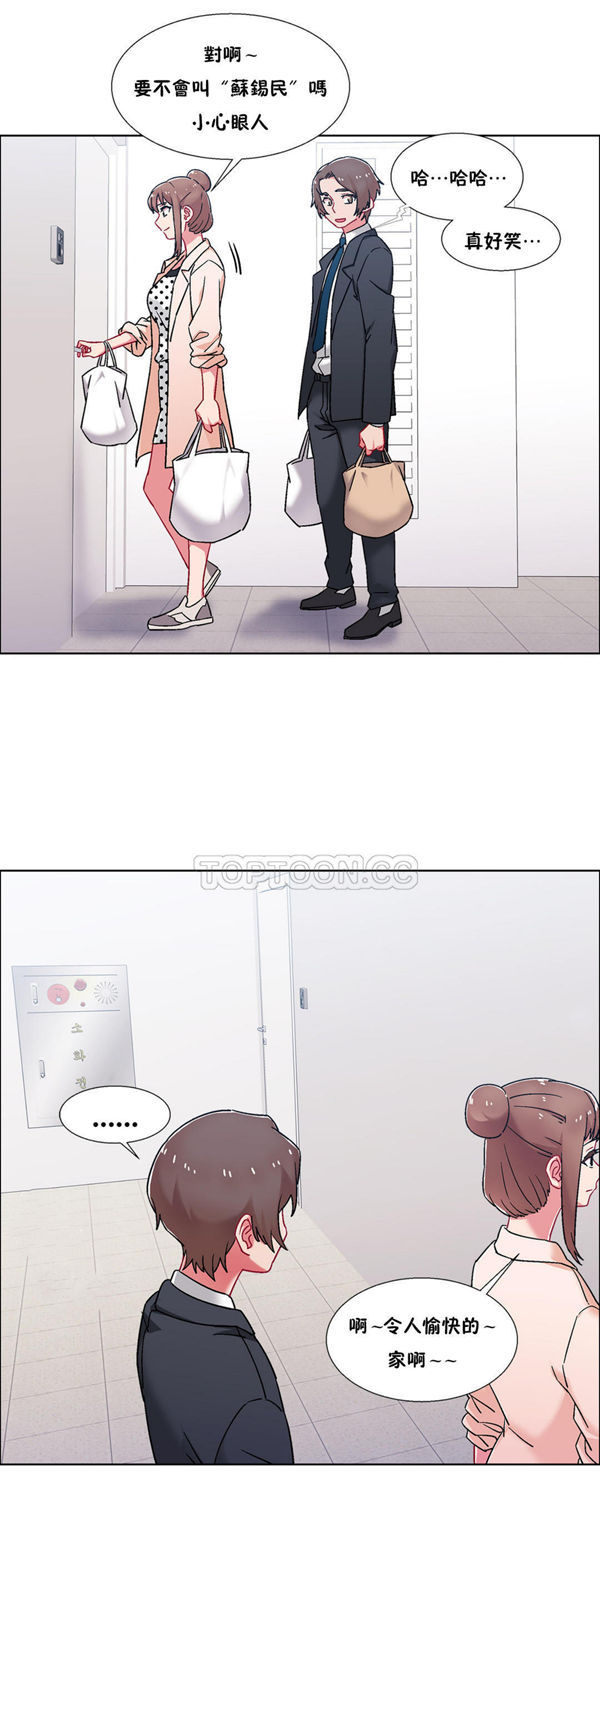 對啊~
要不會叫“蘇錫民”嗎
小心眼人
哈…哈哈…
真好笑…
TOPTOON.CC
소
화
전
……
啊~令人愉快的~
家啊~~